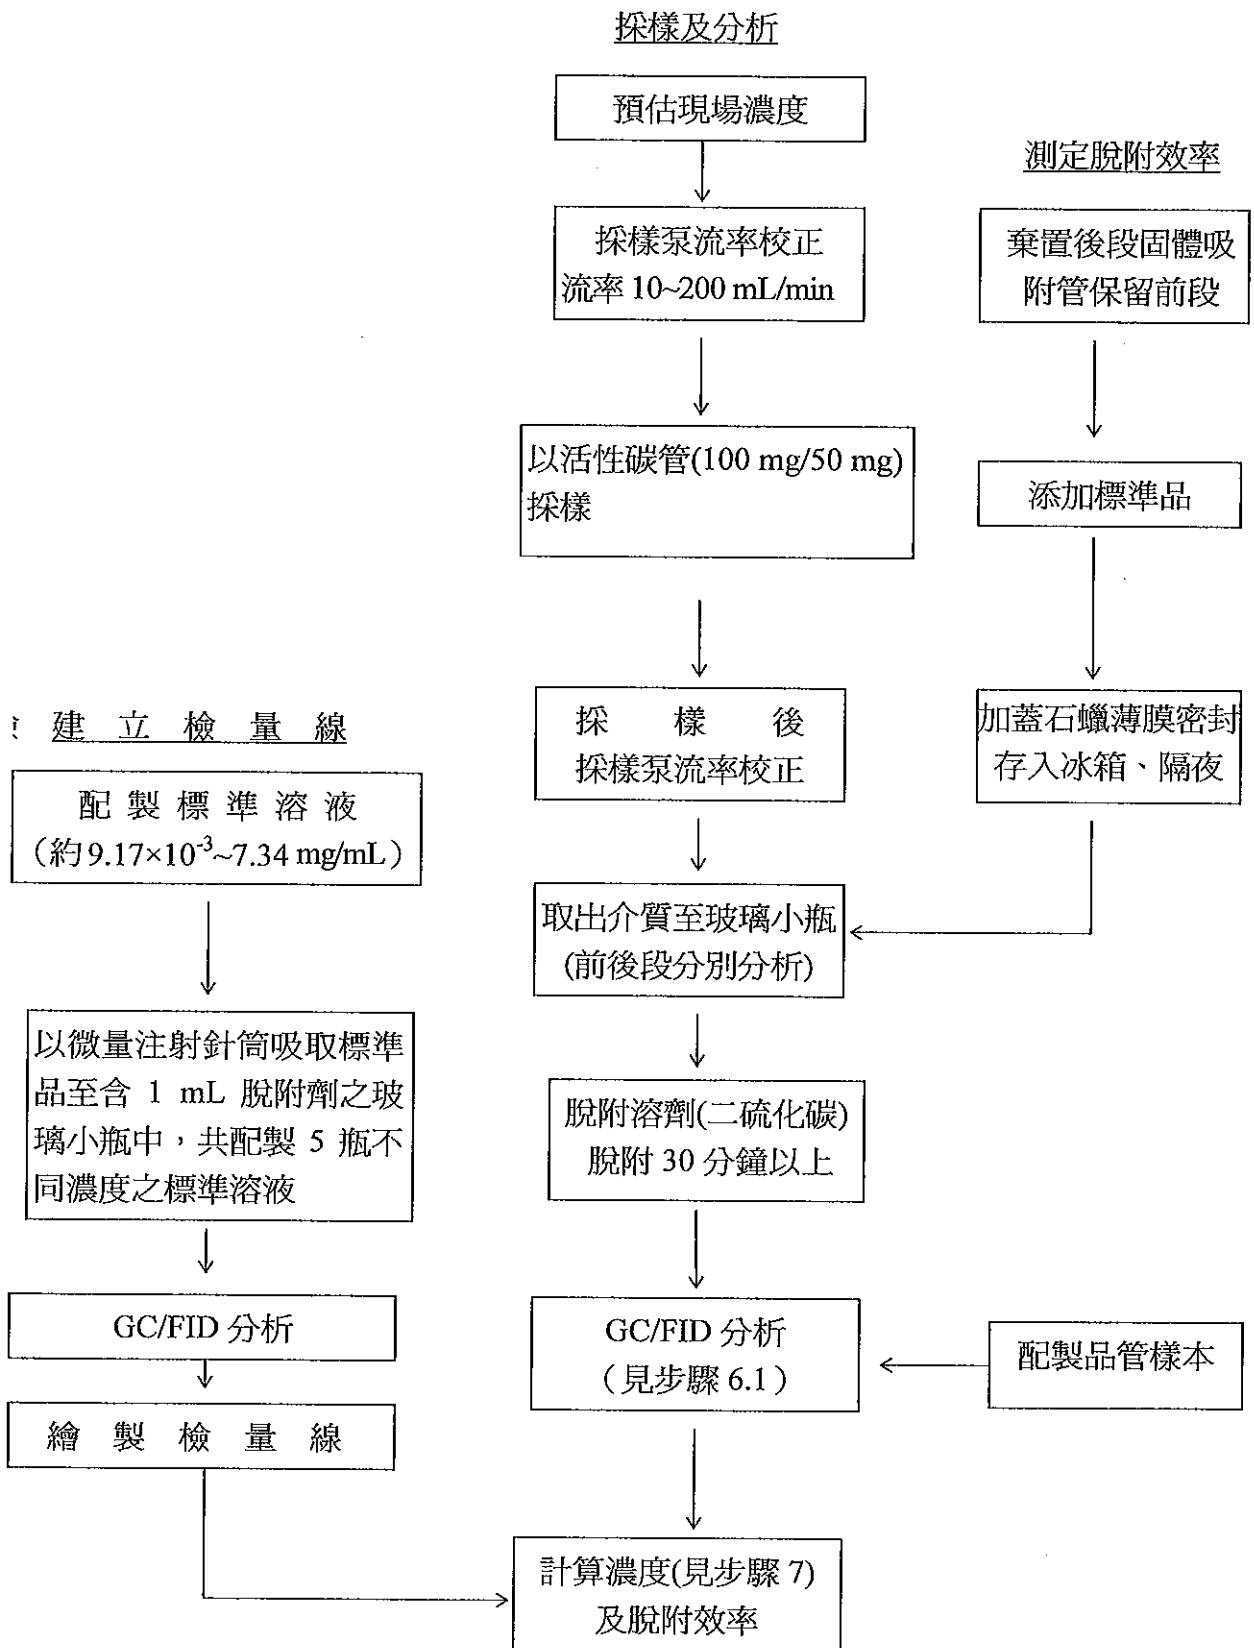 採樣及分析
預估現場濃度
採樣泵流率校正
流率 10~200 mL/min
以活性碳管(100 mg/50 mg)
採樣
採樣後
採樣泵流率校正
取出介質至玻璃小瓶
(前後段分別分析)
脫附溶劑(二硫化碳)
脫附 30 分鐘以上
GC/FID 分析
(見步驟 6.1)
計算濃度(見步驟 7)
及脫附效率
測定脫附效率
棄置後段固體吸
附管保留前段
添加標準品
加蓋石蠟薄膜密封
存入冰箱、隔夜
配製品管樣本
建立檢量線
配製標準溶液
(約 9.17×10⁻³~7.34 mg/mL)
以微量注射針筒吸取標準
品至含 1 mL 脫附劑之玻
璃小瓶中,共配製 5 瓶不
同濃度之標準溶液
GC/FID 分析
繪製檢量線